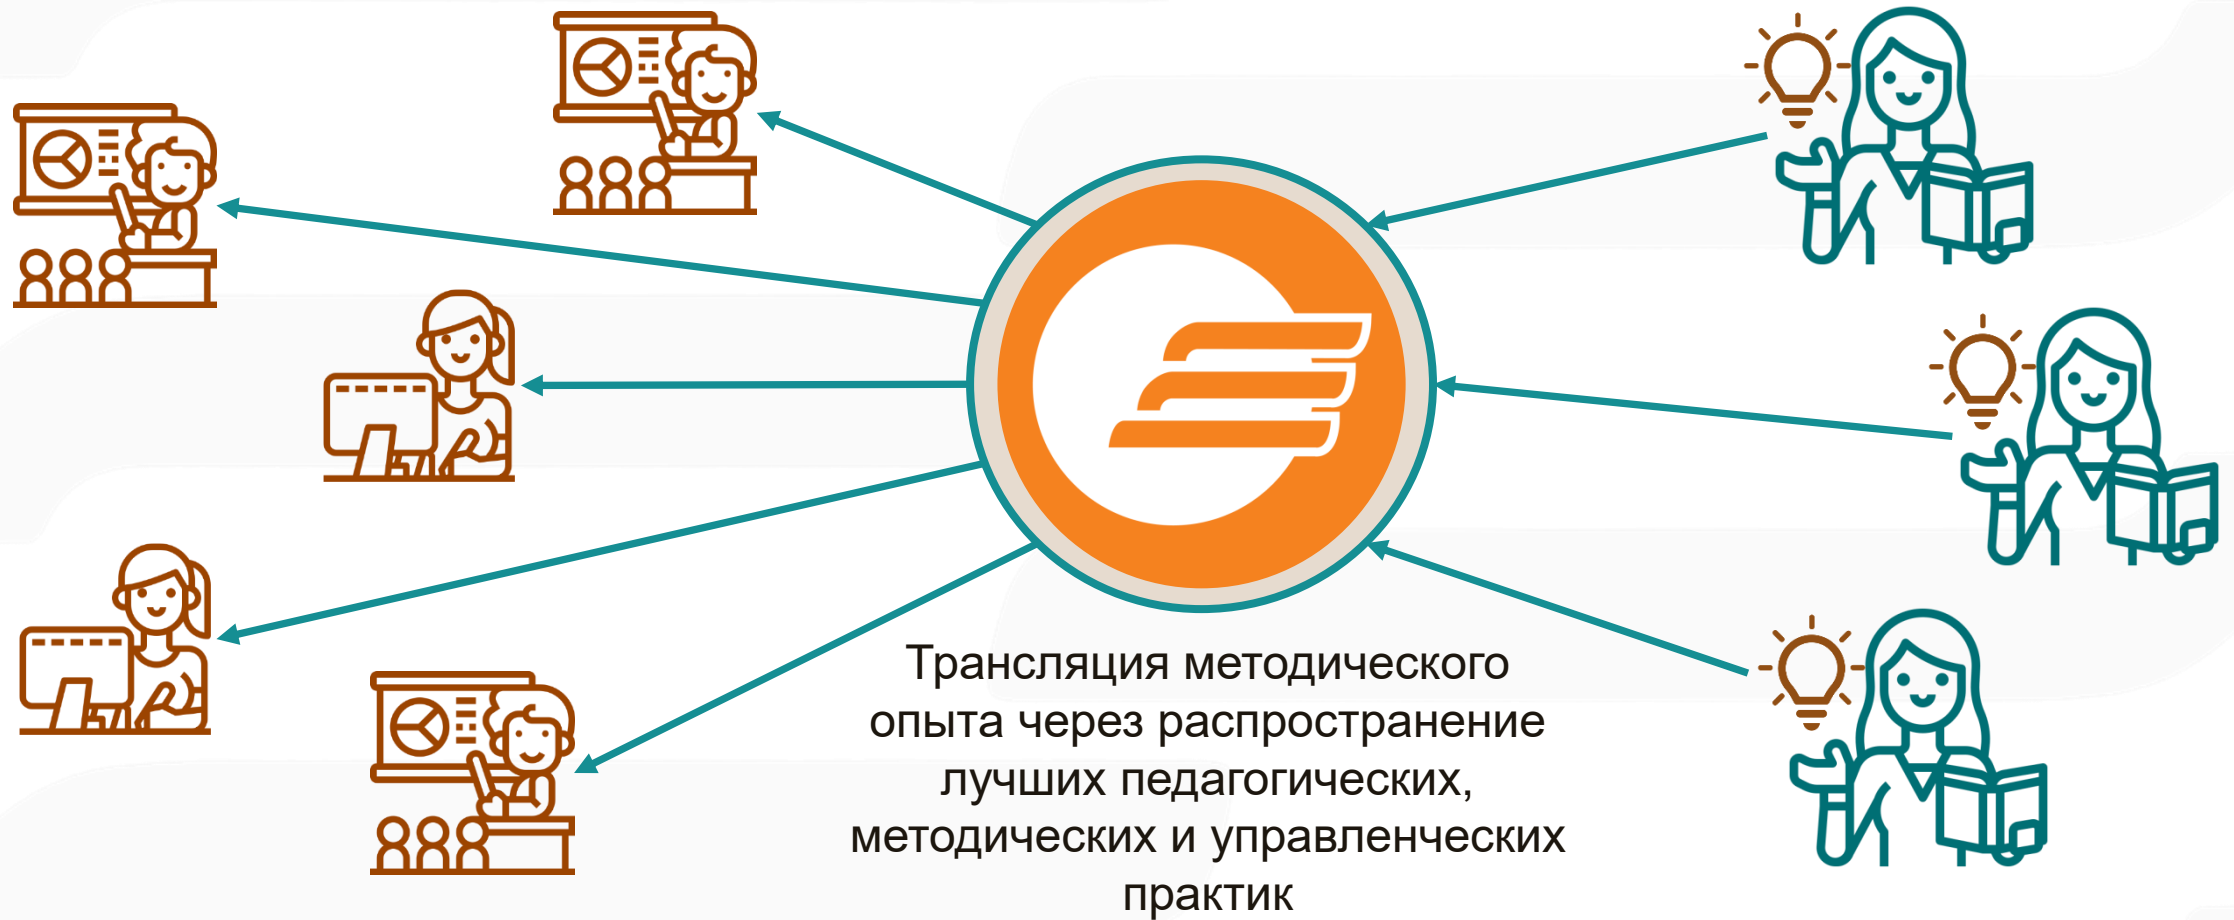 Трансляция методического
опыта через распространение
лучших педагогических,
методических и управленческих
практик